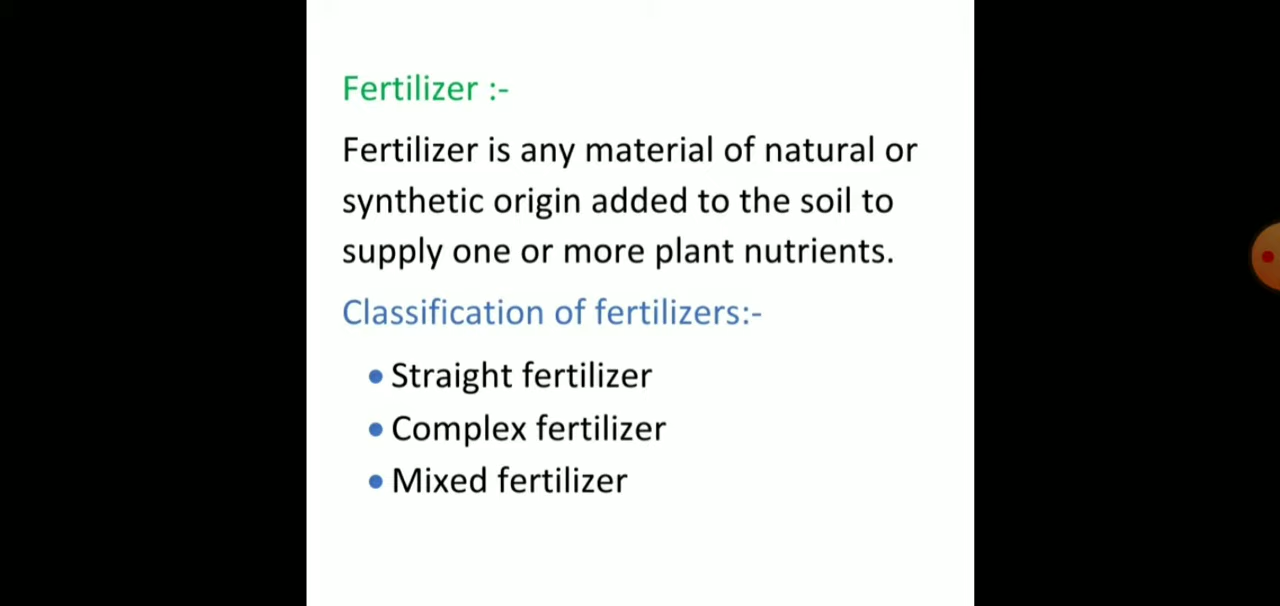 Fertilizer :-
Fertilizer is any material of natural or
synthetic origin added to the soil to
supply one or more plant nutrients.
Classification of fertilizers:-
• Straight fertilizer
• Complex fertilizer
• Mixed fertilizer